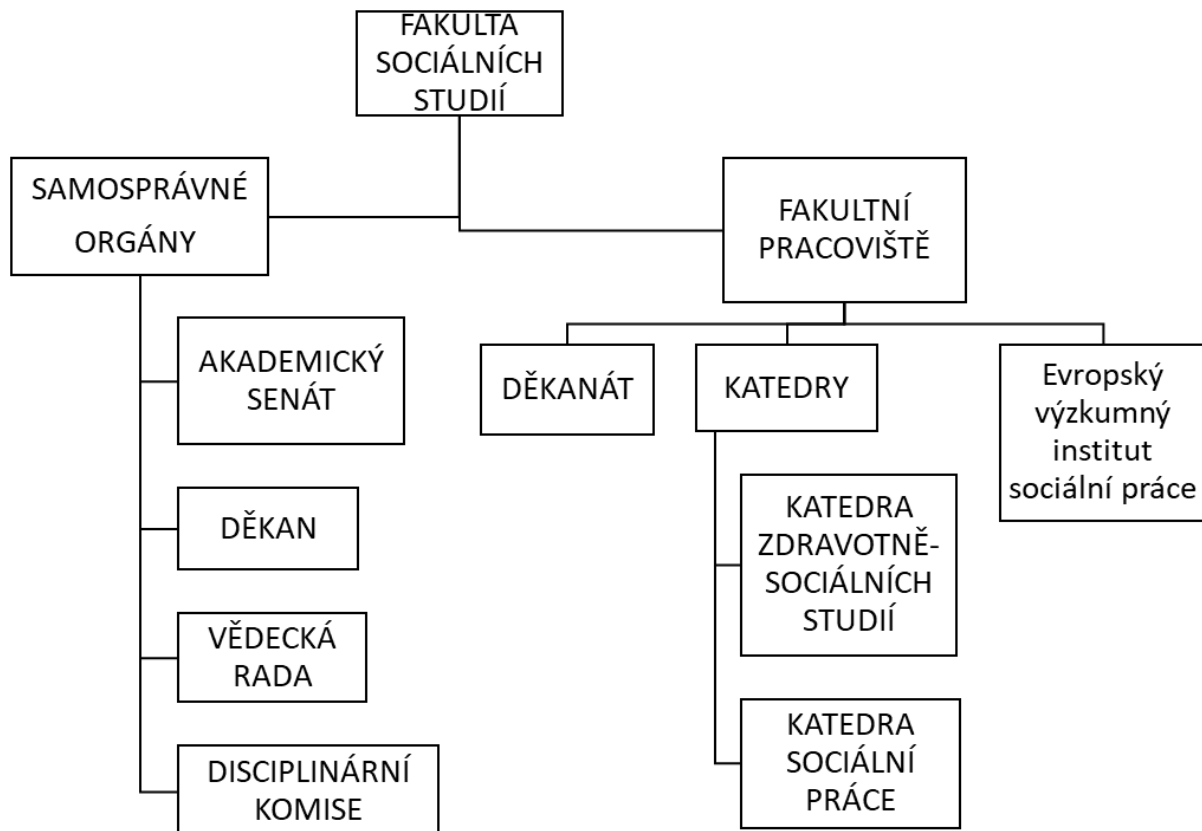 FAKULTA
SOCIÁLNÍCH
STUDIÍ
SAMOSPRÁVNÉ
ORGÁNY
FAKULTNÍ
PRACOVIŠTĚ
AKADEMICKÝ
SENÁT
DĚKAN
VĚDECKÁ
RADA
DISCIPLINÁRNÍ
KOMISE
DĚKANÁT
KATEDRY
KATEDRA
ZDRAVOTNĚ-
SOCIÁLNÍCH
STUDIÍ
KATEDRA
SOCIÁLNÍ
PRÁCE
Evropský
výzkumný
institut
sociální práce